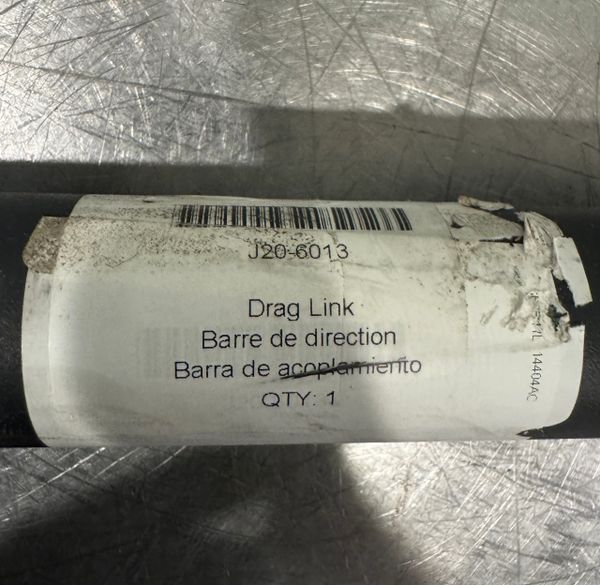 J20-6013
Drag Link
Barre de direction
Barra de acoplamiento
QTY: 1
14404AC